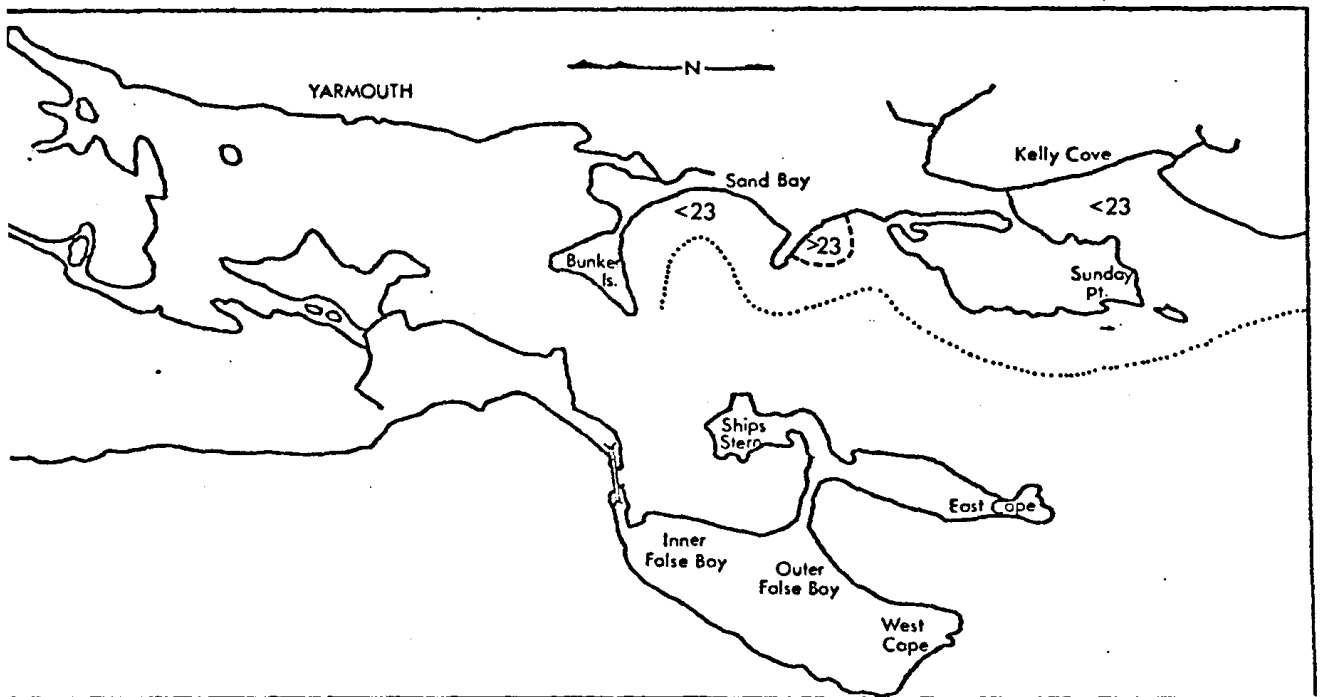 N
YARMOUTH
Kelly Cove
Sand Bay
<23
<23
>23
Bunker
Is.
Sunday
Pt.
Ships
Stern
East Cape
Inner
False Bay
Outer
False Bay
West
Cape